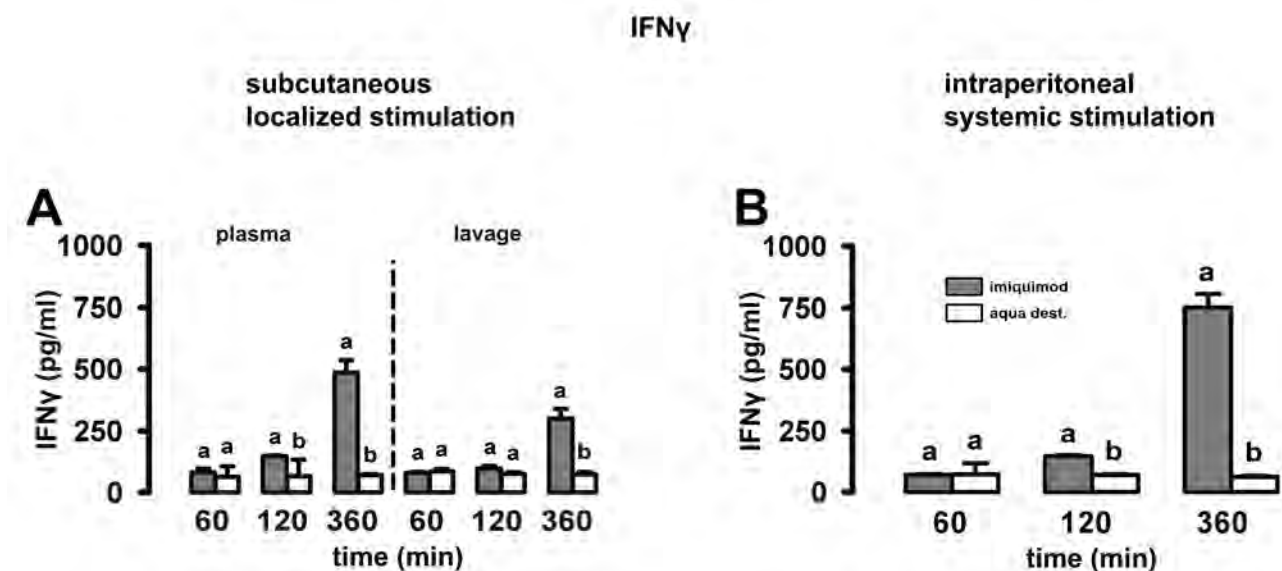 IFNγ
subcutaneous
localized stimulation
intraperitoneal
systemic stimulation
A
plasma
lavage
1000
750
500
250
0
IFNγ (pg/ml)
a a a b a b a a a a a b
60 120 360 60 120 360
time (min)
B
imiquimod
aqua dest.
1000
750
500
250
0
IFNγ (pg/ml)
a a a b a b
60 120 360
time (min)